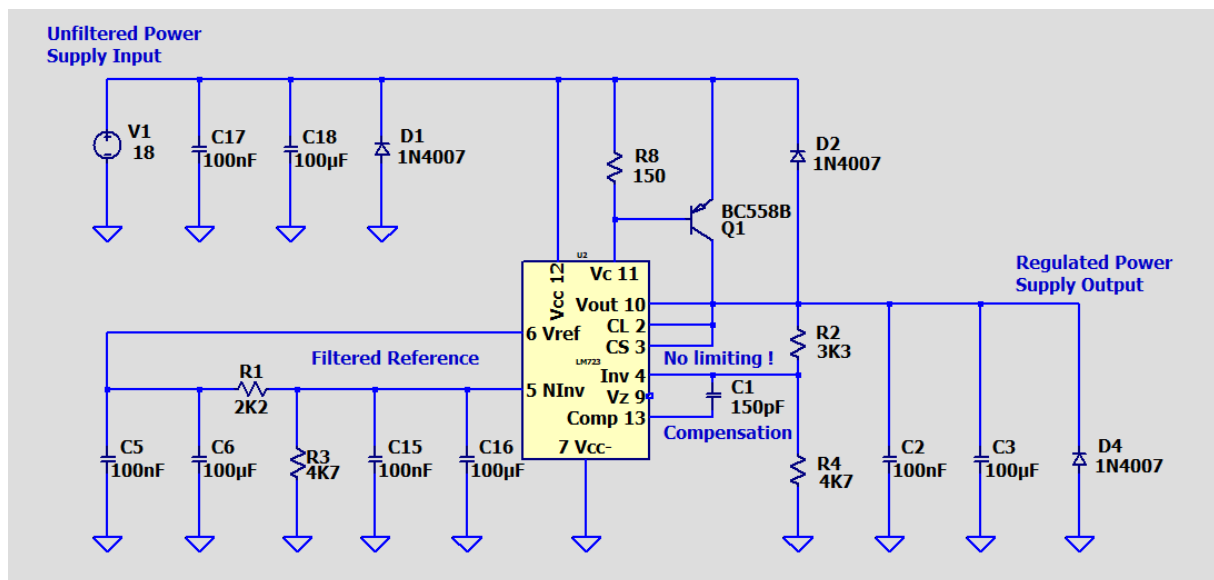 Unfiltered Power
Supply Input
V1
18
C17
100nF
C18
100µF
D1
1N4007
R8
150
D2
1N4007
BC558B
Q1
U2
Vcc 12
Vc 11
Vout 10
CL 2
CS 3
6 Vref
LM723
Inv 4
5 NInv
Vz 9
Comp 13
7 Vcc-
Regulated Power
Supply Output
Filtered Reference
No limiting !
R2
3K3
R1
2K2
C1
150pF
Compensation
C5
100nF
C6
100µF
R3
4K7
C15
100nF
C16
100µF
R4
4K7
C2
100nF
C3
100µF
D4
1N4007